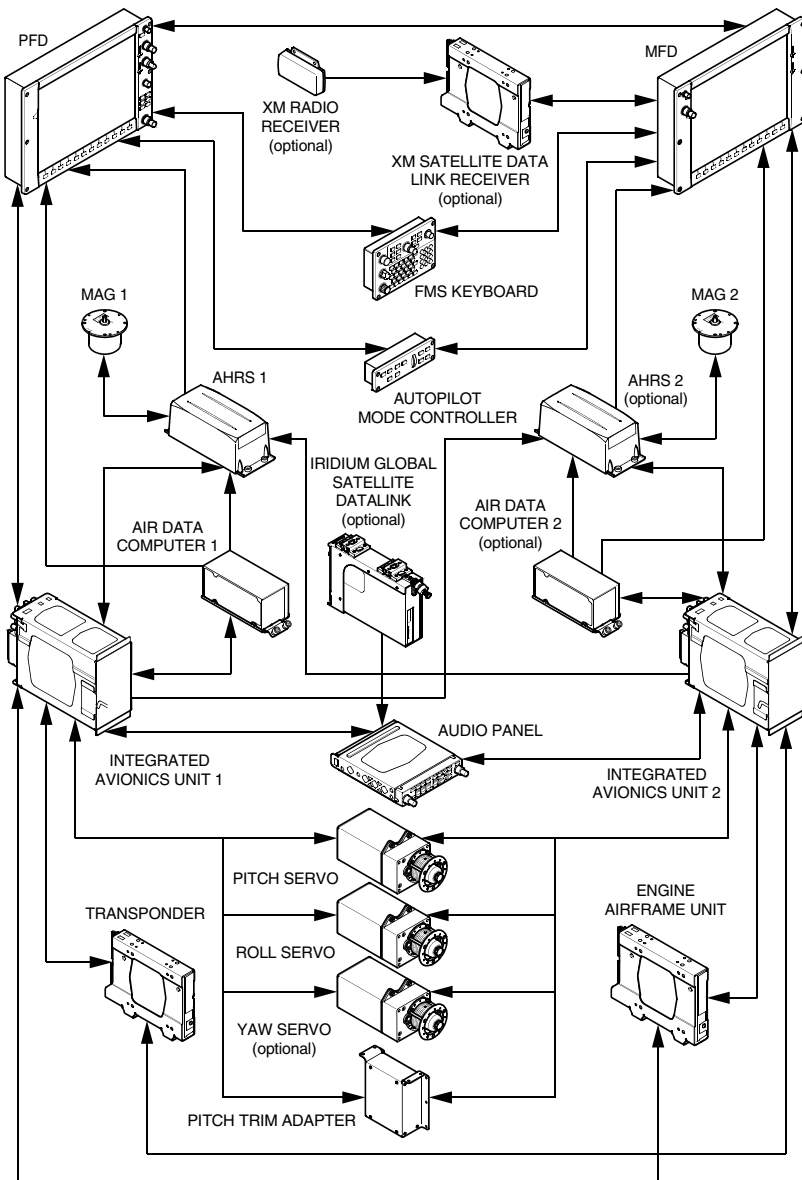 PFD
MFD
XM RADIO
RECEIVER
(optional)
XM SATELLITE DATA
LINK RECEIVER
(optional)
FMS KEYBOARD
MAG 1
MAG 2
AHRS 1
AUTOPILOT
MODE CONTROLLER
AHRS 2
(optional)
IRIDIUM GLOBAL
SATELLITE
DATALINK
(optional)
AIR DATA
COMPUTER 1
AIR DATA
COMPUTER 2
(optional)
AUDIO PANEL
INTEGRATED
AVIONICS UNIT 1
INTEGRATED
AVIONICS UNIT 2
PITCH SERVO
TRANSPONDER
ENGINE
AIRFRAME UNIT
ROLL SERVO
YAW SERVO
(optional)
PITCH TRIM ADAPTER